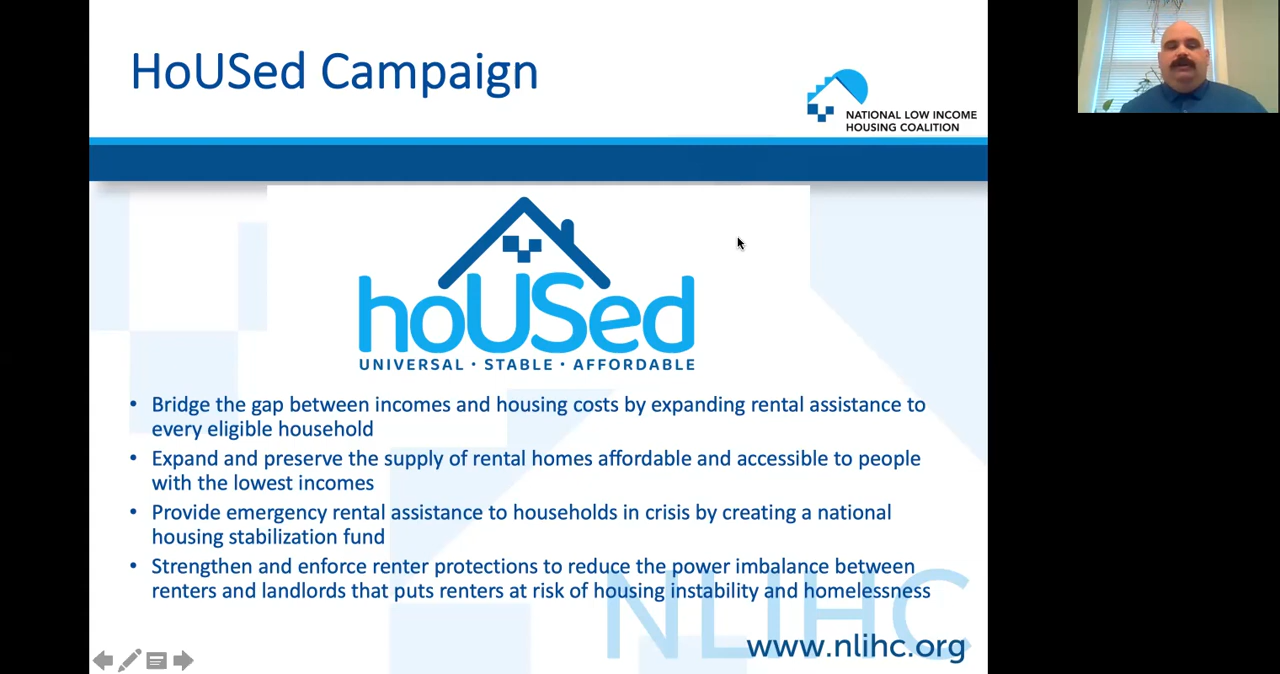 HoUSed Campaign
NATIONAL LOW INCOME
HOUSING COALITION
hoUSed
UNIVERSAL · STABLE · AFFORDABLE
• Bridge the gap between incomes and housing costs by expanding rental assistance to
every eligible household
• Expand and preserve the supply of rental homes affordable and accessible to people
with the lowest incomes
• Provide emergency rental assistance to households in crisis by creating a national
housing stabilization fund
• Strengthen and enforce renter protections to reduce the power imbalance between
renters and landlords that puts renters at risk of housing instability and homelessness
NLIHC
www.nlihc.org